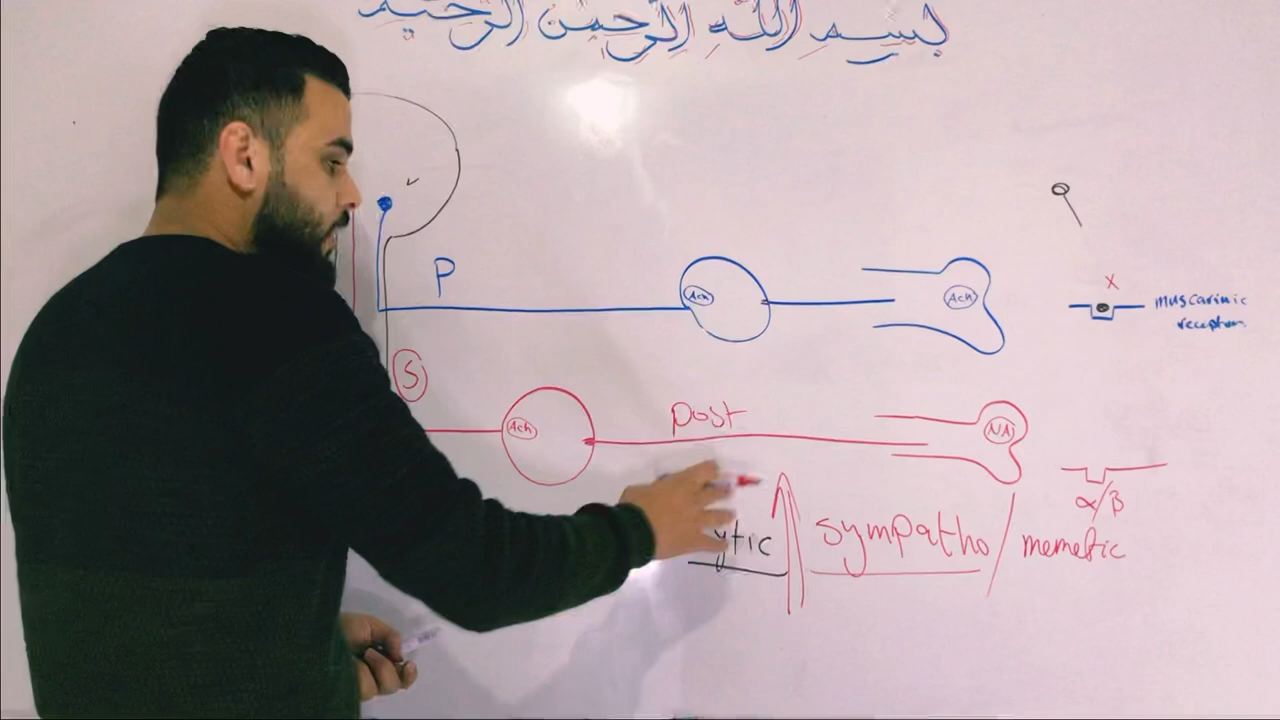 بسم الله الرحمن الرحيم
P
Ach
Ach
x
muscarinic
receptors
S
Ach
post
NA
α/β
ytic
sympatho / memetic